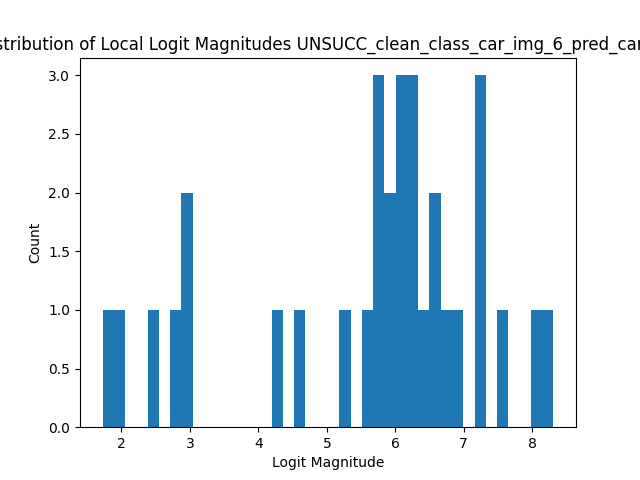 stribution of Local Logit Magnitudes UNSUCC_clean_class_car_img_6_pred_car
3.0
2.5
2.0
1.5
1.0
0.5
0.0
Count
2 3 4 5 6 7 8
Logit Magnitude